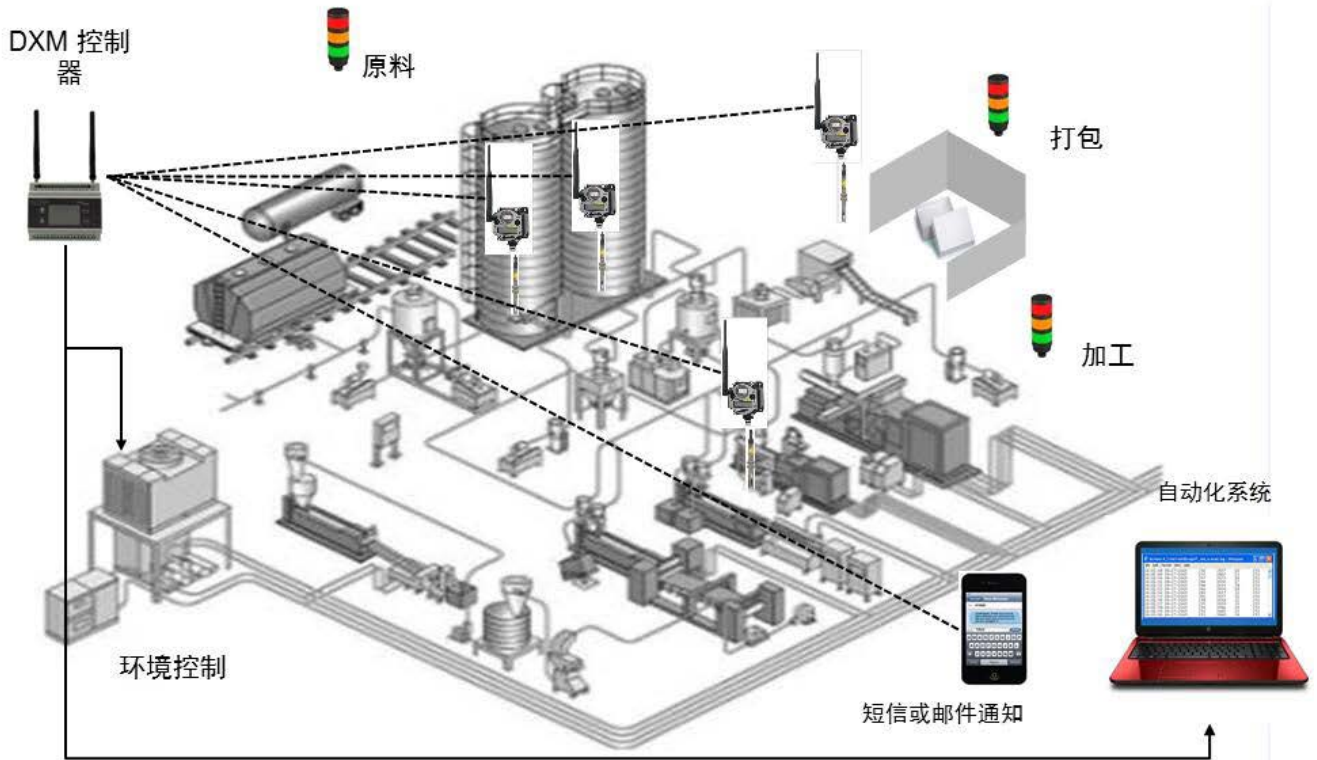 DXM 控制
器
原料
打包
加工
自动化系统
环境控制
短信或邮件通知